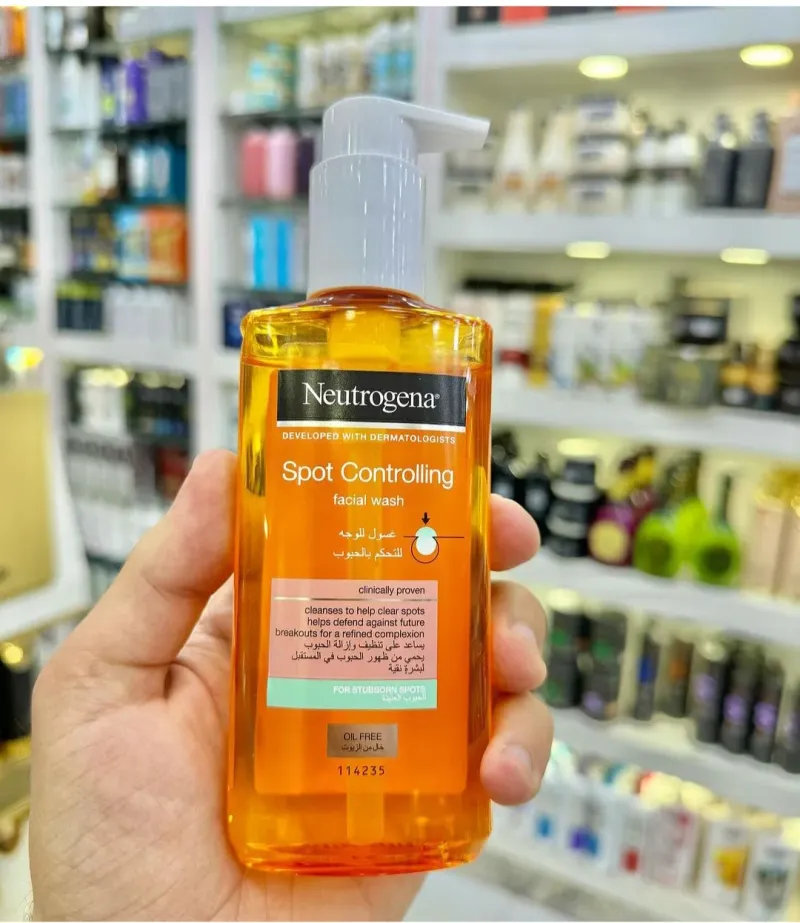 Neutrogena®
DEVELOPED WITH DERMATOLOGISTS
Spot Controlling
facial wash
غسول للوجه
للتحكم بالحبوب
clinically proven
cleanses to help clear spots
helps defend against future
breakouts for a refined complexion
يساعد على تنظيف وإزالة الحبوب
يحمي من ظهور الحبوب في المستقبل
لبشرة نقية
FOR STUBBORN SPOTS
لحبوب العنيدة
OIL FREE
خال من الزيوت
114235